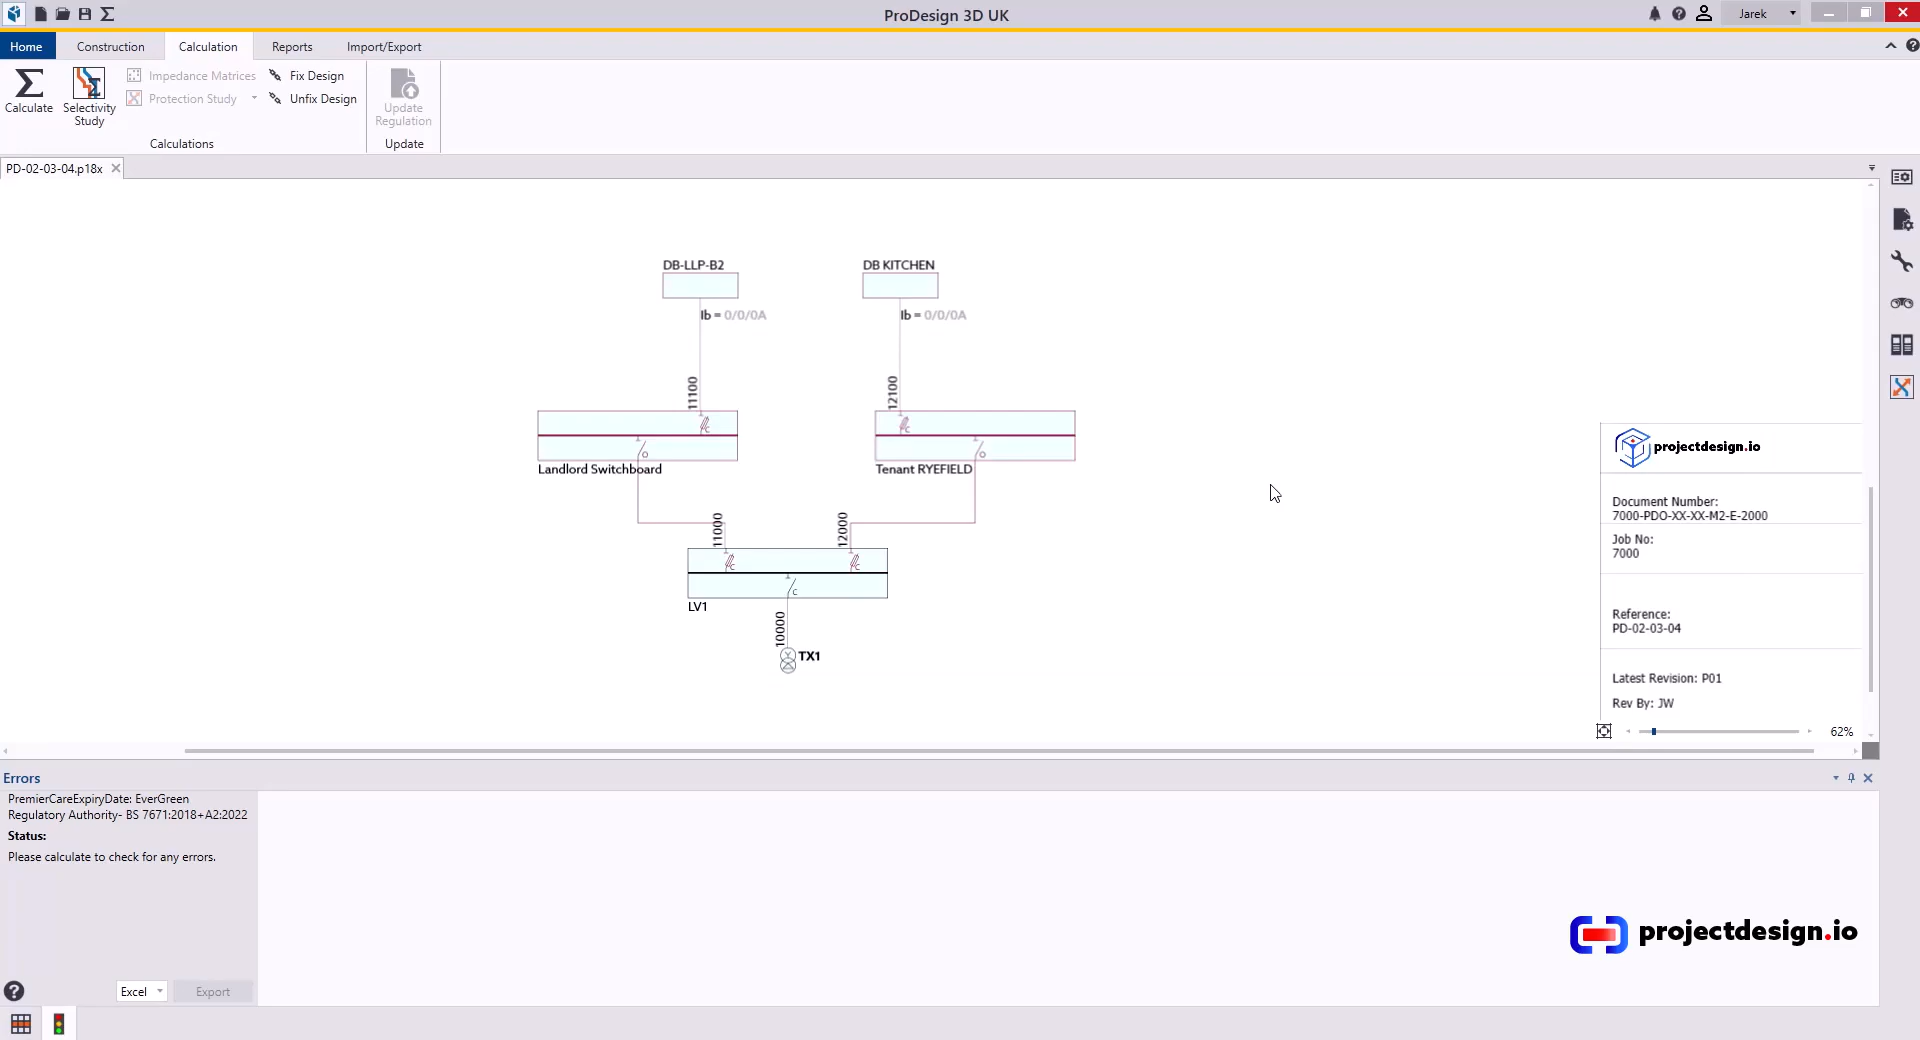 ProDesign 3D UK
Jarek
Home
Construction
Calculation
Reports
Import/Export
Calculate
Selectivity
Study
Impedance Matrices
Protection Study
Fix Design
Unfix Design
Calculations
Update
Regulation
Update
PD-02-03-04.p18x
DB-LLP-B2
DB KITCHEN
Ib = 0/0/0A
Ib = 0/0/0A
11100
12100
C
C
O
O
Landlord Switchboard
Tenant RYEFIELD
11000
12000
C
C
C
LV1
10000
TX1
projectdesign.io
Document Number:
7000-PDO-XX-XX-M2-E-2000
Job No:
7000
Reference:
PD-02-03-04
Latest Revision: P01
Rev By: JW
62%
Errors
PremierCareExpiryDate: EverGreen
Regulatory Authority- BS 7671:2018+A2:2022
Status:
Please calculate to check for any errors.
Excel
Export
projectdesign.io